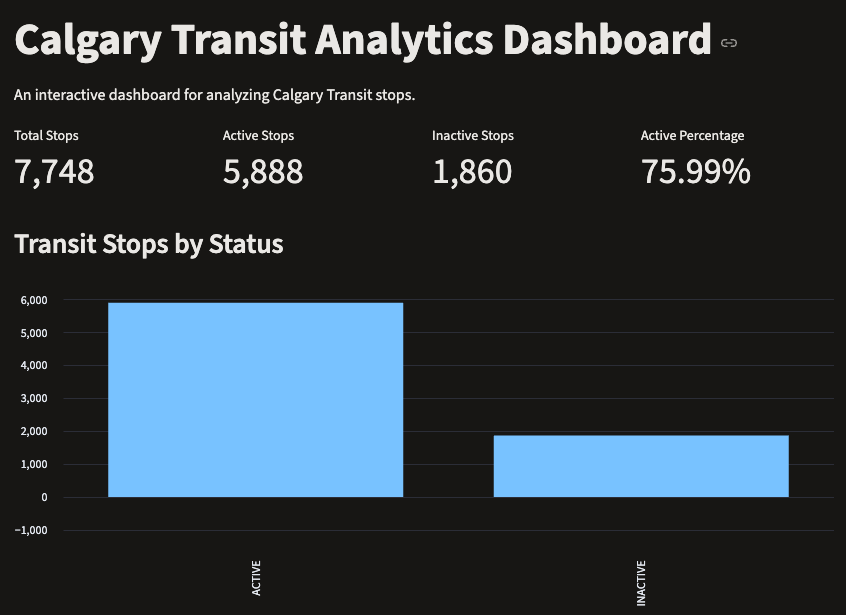 Calgary Transit Analytics Dashboard
An interactive dashboard for analyzing Calgary Transit stops.
Total Stops
7,748
Active Stops
5,888
Inactive Stops
1,860
Active Percentage
75.99%
Transit Stops by Status
6,000
5,000
4,000
3,000
2,000
1,000
0
−1,000
ACTIVE
INACTIVE